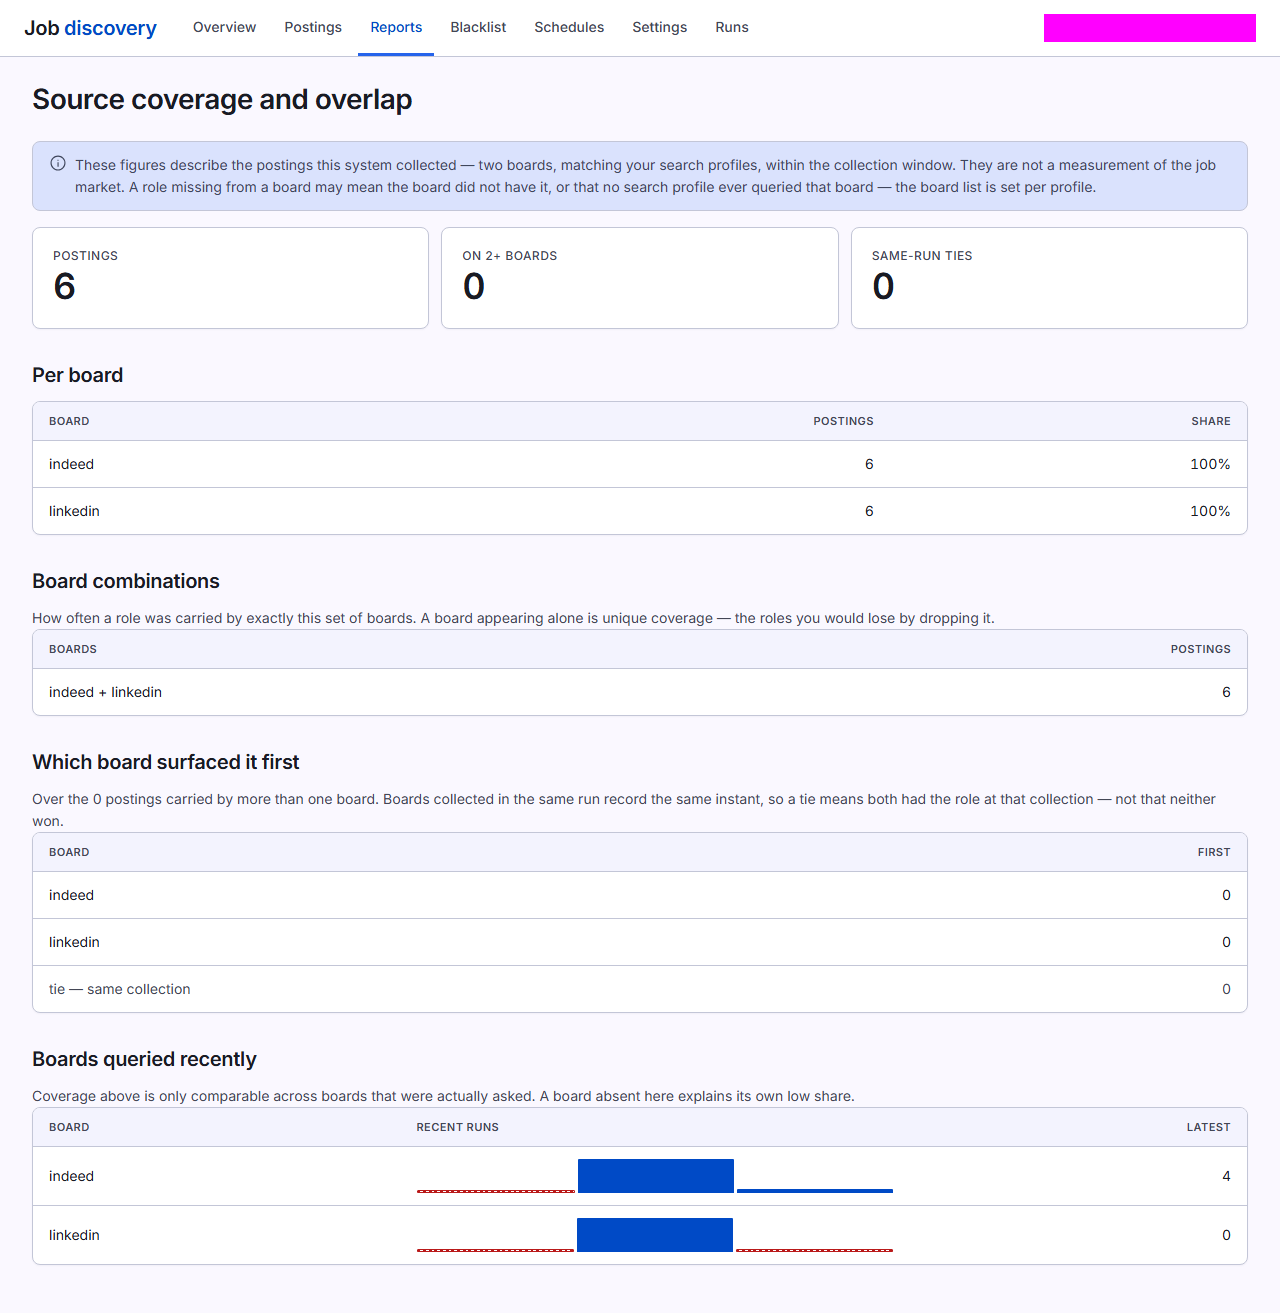 Job discovery
Overview
Postings
Reports
Blacklist
Schedules
Settings
Runs
Source coverage and overlap
These figures describe the postings this system collected — two boards, matching your search profiles, within the collection window. They are not a measurement of the job
market. A role missing from a board may mean the board did not have it, or that no search profile ever queried that board — the board list is set per profile.
POSTINGS
6
ON 2+ BOARDS
0
SAME-RUN TIES
0
Per board
BOARD POSTINGS SHARE
indeed 6 100%
linkedin 6 100%
Board combinations
How often a role was carried by exactly this set of boards. A board appearing alone is unique coverage — the roles you would lose by dropping it.
BOARDS POSTINGS
indeed + linkedin 6
Which board surfaced it first
Over the 0 postings carried by more than one board. Boards collected in the same run record the same instant, so a tie means both had the role at that collection — not that neither
won.
BOARD FIRST
indeed 0
linkedin 0
tie — same collection 0
Boards queried recently
Coverage above is only comparable across boards that were actually asked. A board absent here explains its own low share.
BOARD RECENT RUNS LATEST
indeed 4
linkedin 0